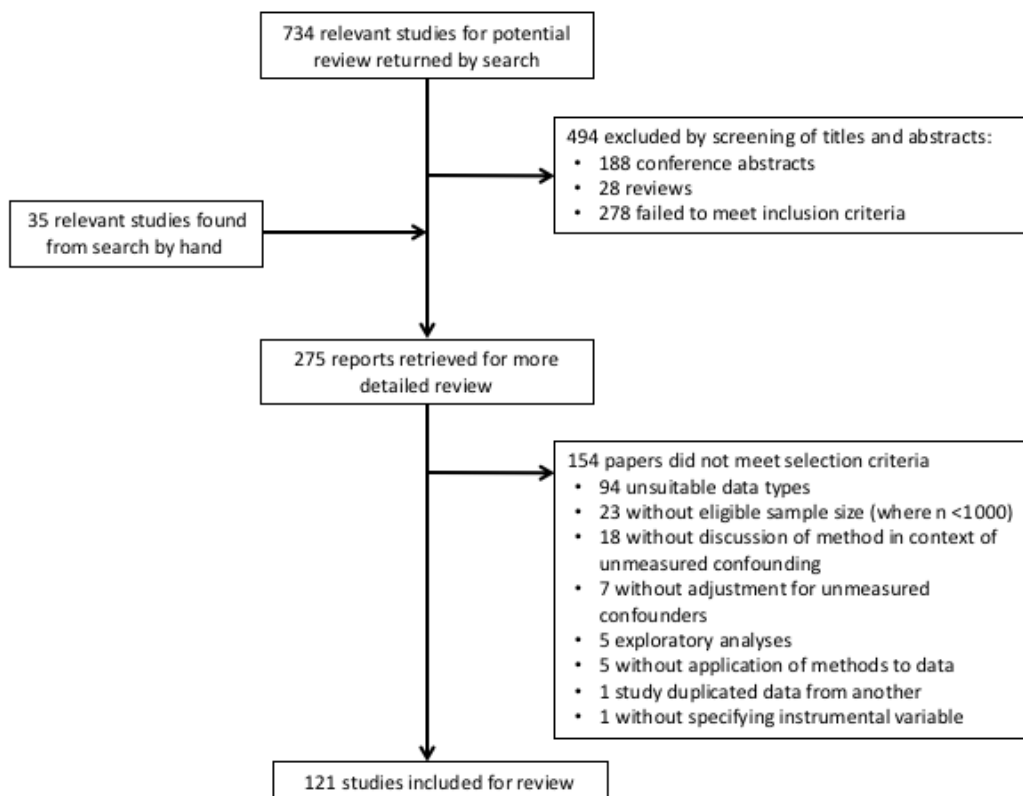 734 relevant studies for potential
review returned by search
494 excluded by screening of titles and abstracts:
• 188 conference abstracts
• 28 reviews
• 278 failed to meet inclusion criteria
35 relevant studies found
from search by hand
275 reports retrieved for more
detailed review
154 papers did not meet selection criteria
• 94 unsuitable data types
• 23 without eligible sample size (where n <1000)
• 18 without discussion of method in context of
unmeasured confounding
• 7 without adjustment for unmeasured
confounders
• 5 exploratory analyses
• 5 without application of methods to data
• 1 study duplicated data from another
• 1 without specifying instrumental variable
121 studies included for review